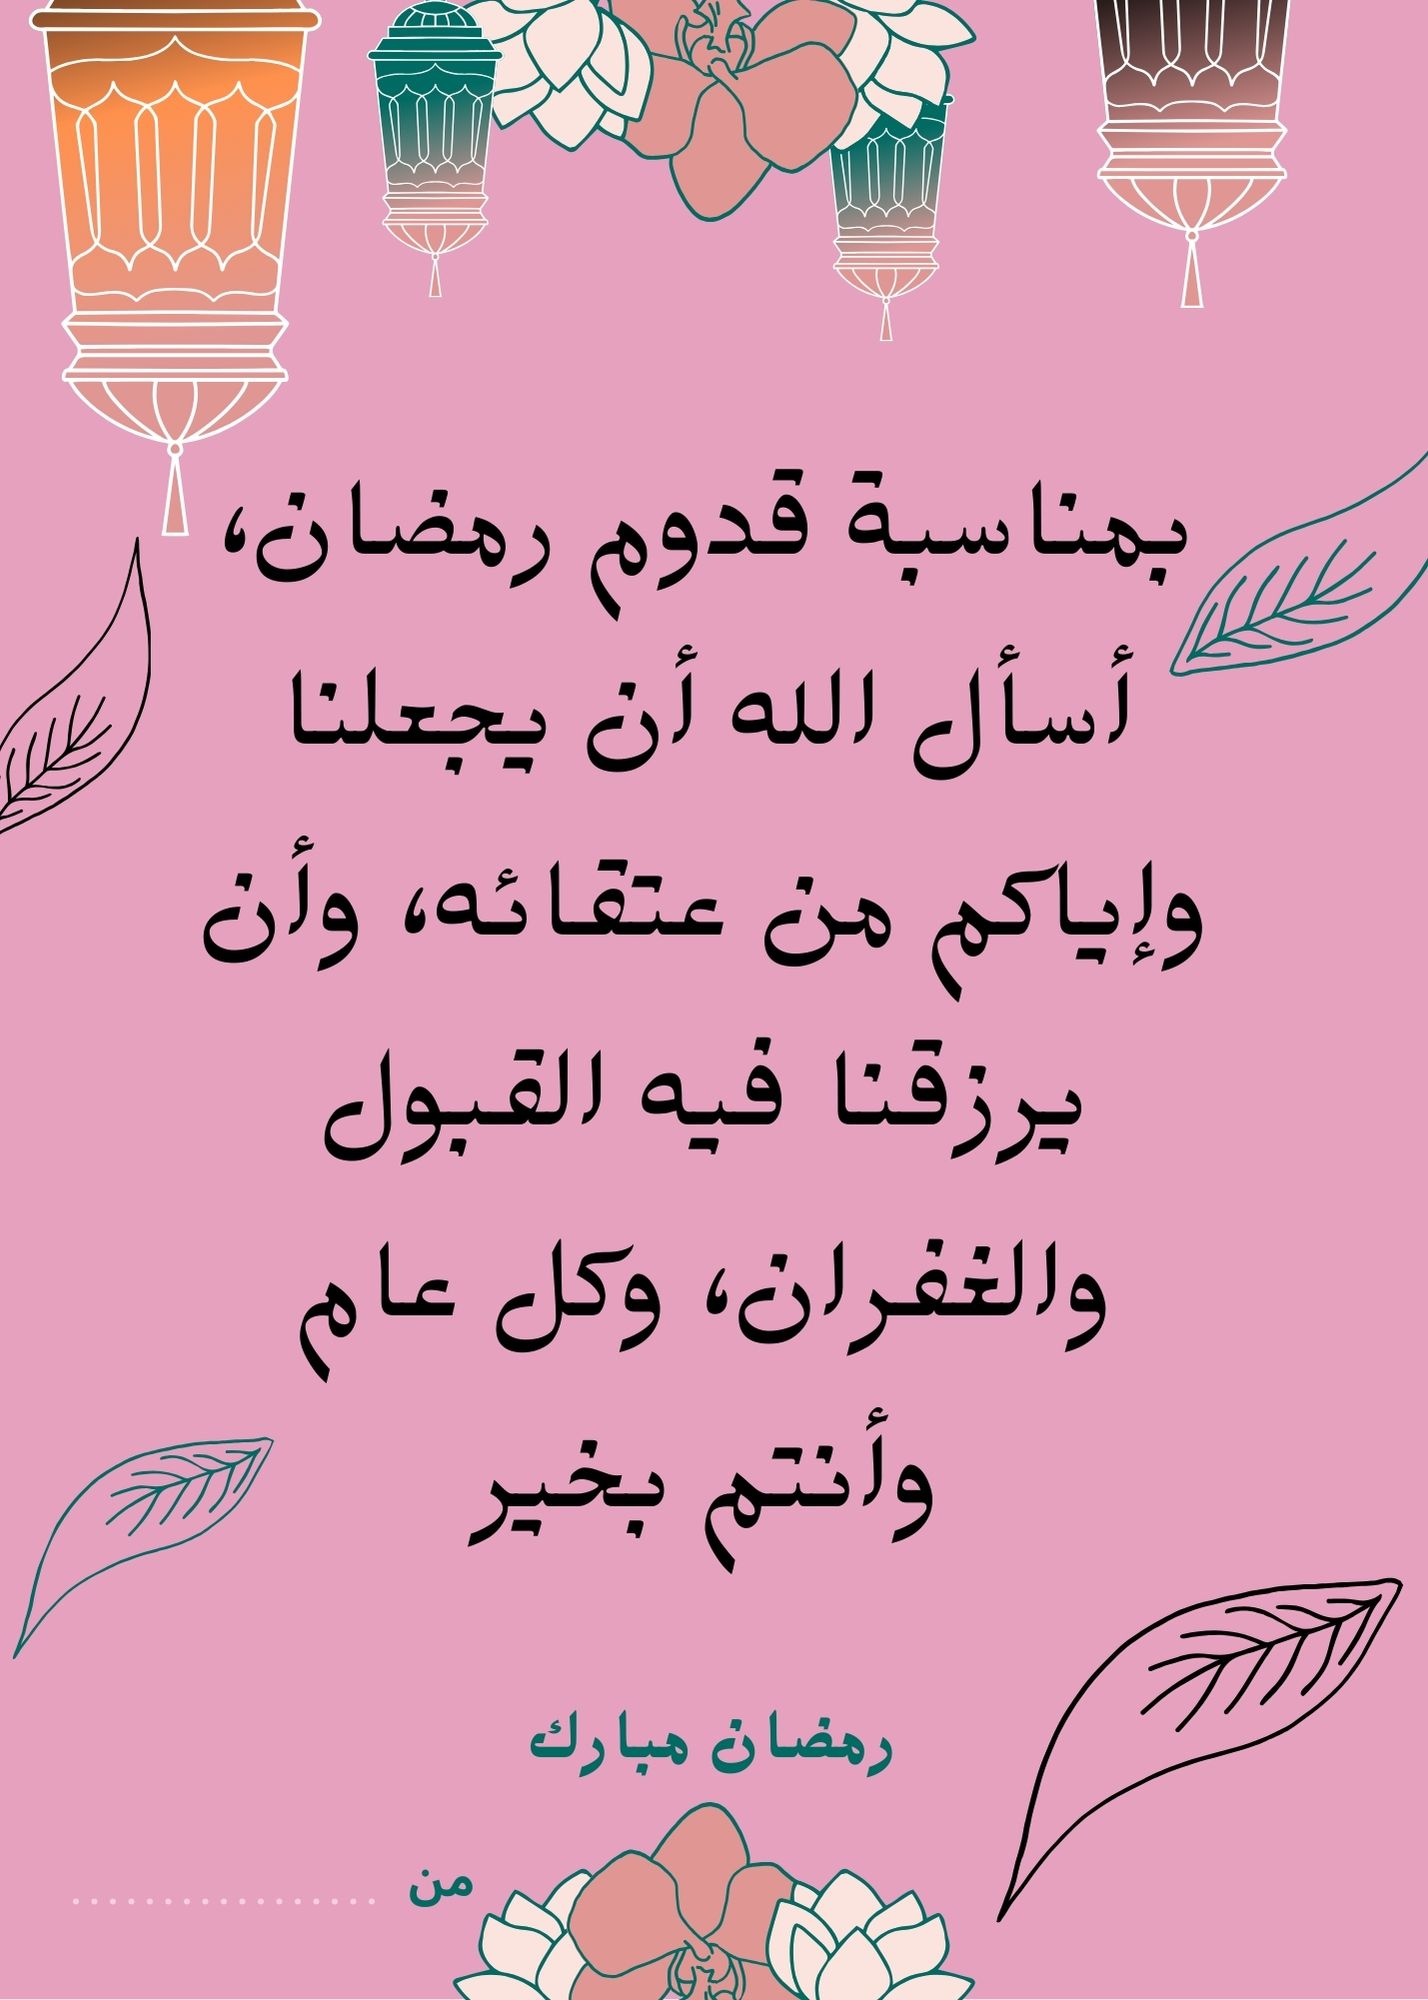 بمناسبة قدوم رمضان،
أسأل الله أن يجعلنا
وإياكم من عتقائه، وأن
يرزقنا فيه القبول
والغفران، وكل عام
وأنتم بخير
رمضان مبارك
من ................